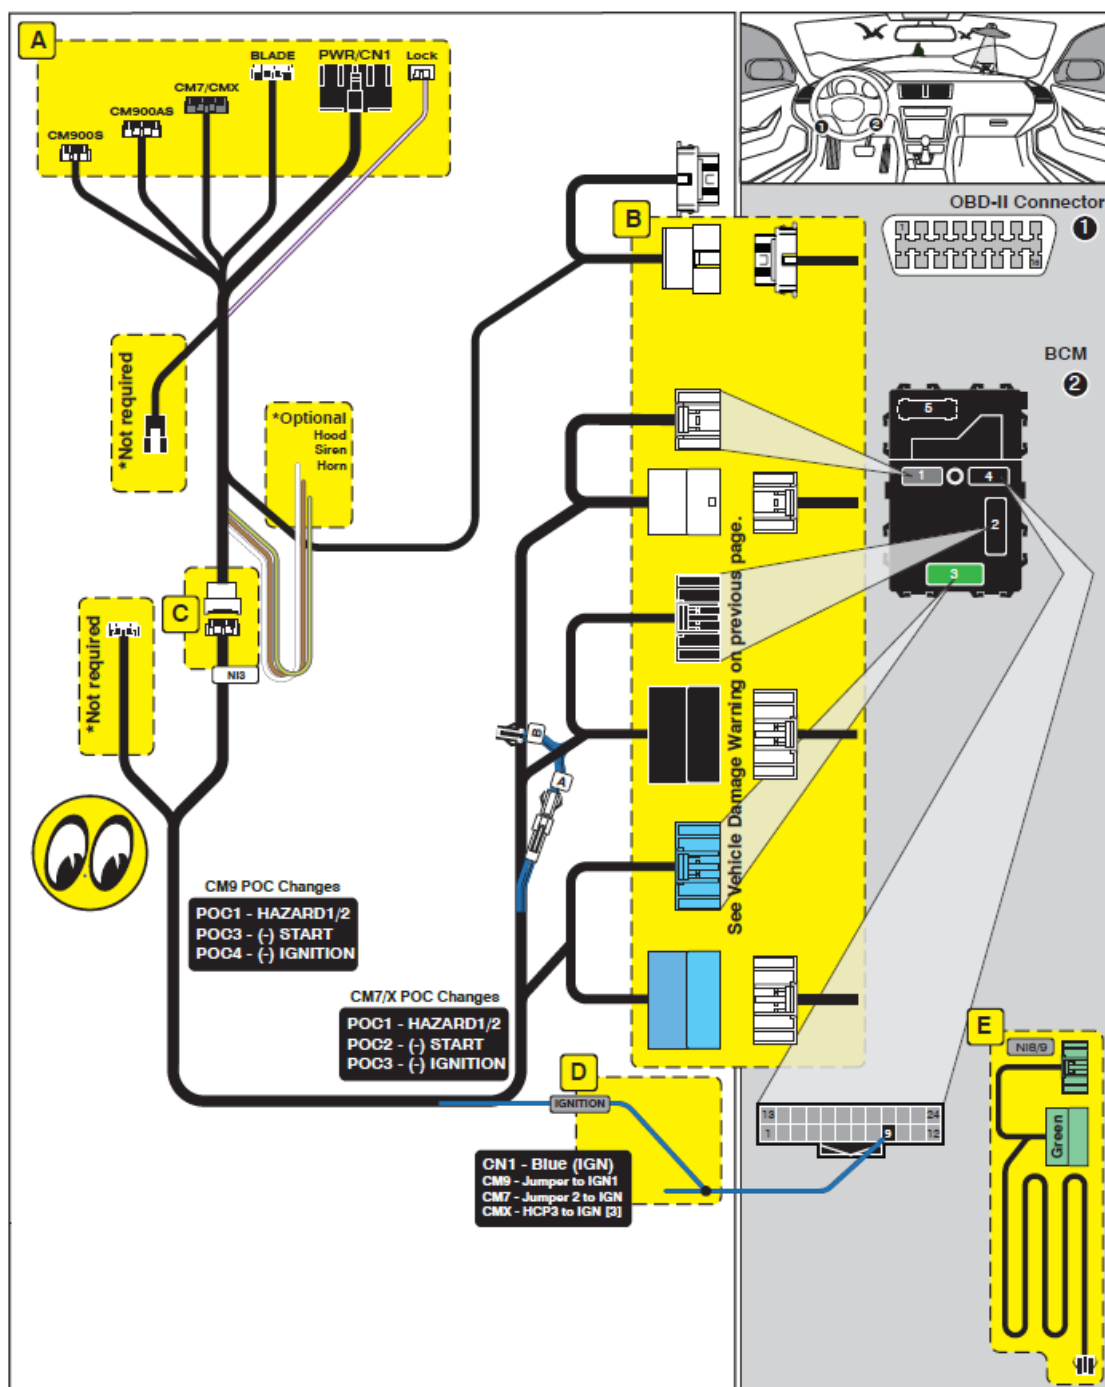 A
BLADE
PWR/CN1
Lock
CM7/CMX
CM900AS
CM900S
*Not required
*Optional
Hood
Siren
Horn
C
NI3
*Not required
B
A
CM9 POC Changes
POC1 - HAZARD1/2
POC3 - (-) START
POC4 - (-) IGNITION
CM7/X POC Changes
POC1 - HAZARD1/2
POC2 - (-) START
POC3 - (-) IGNITION
D
IGNITION
CN1 - Blue (IGN)
CM9 - Jumper to IGN1
CM7 - Jumper 2 to IGN
CMX - HCP3 to IGN [3]
B
See Vehicle Damage Warning on previous page.
1
2
OBD-II Connector
1
1
16
BCM
2
5
1
4
2
3
13
24
1
9
12
E
NI8/9
Green